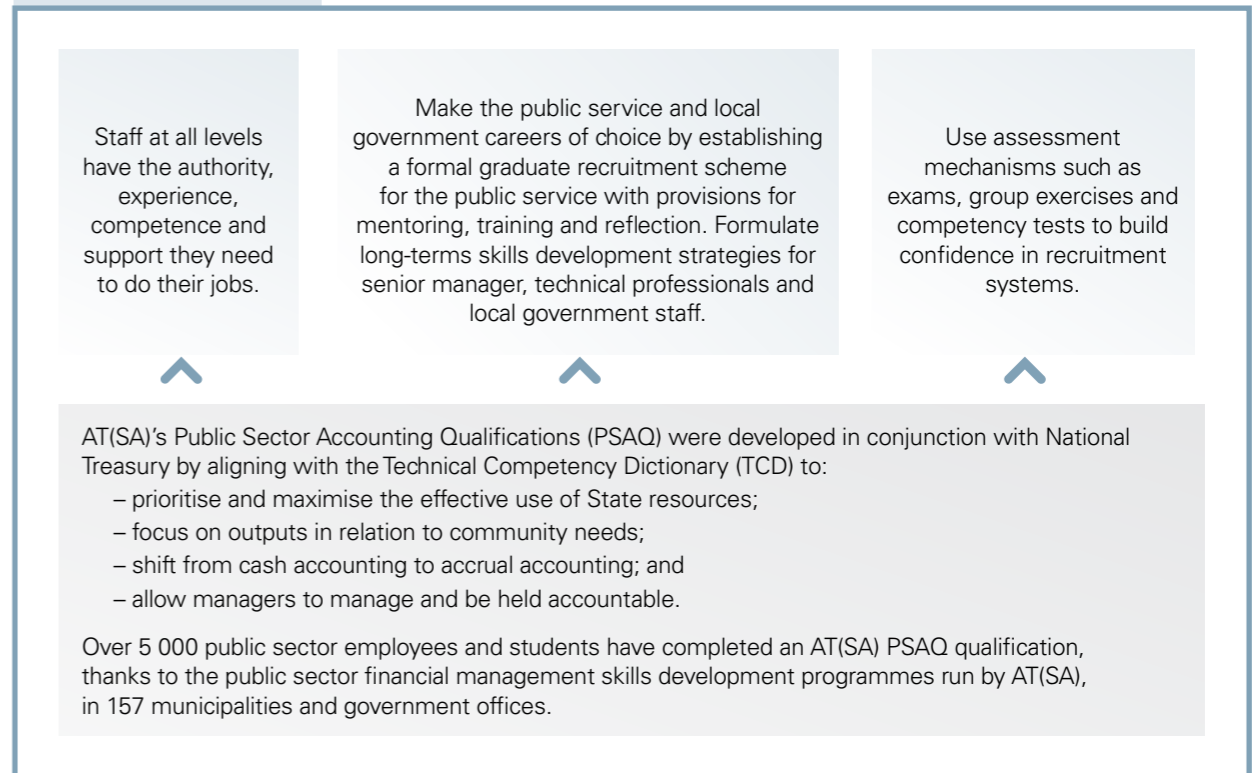 Staff at all levels
have the authority,
experience,
competence and
support they need
to do their jobs.
Make the public service and local
government careers of choice by establishing
a formal graduate recruitment scheme
for the public service with provisions for
mentoring, training and reflection. Formulate
long-terms skills development strategies for
senior manager, technical professionals and
local government staff.
Use assessment
mechanisms such as
exams, group exercises and
competency tests to build
confidence in recruitment
systems.
AT(SA)'s Public Sector Accounting Qualifications (PSAQ) were developed in conjunction with National
Treasury by aligning with the Technical Competency Dictionary (TCD) to:
– prioritise and maximise the effective use of State resources;
– focus on outputs in relation to community needs;
– shift from cash accounting to accrual accounting; and
– allow managers to manage and be held accountable.
Over 5 000 public sector employees and students have completed an AT(SA) PSAQ qualification,
thanks to the public sector financial management skills development programmes run by AT(SA),
in 157 municipalities and government offices.